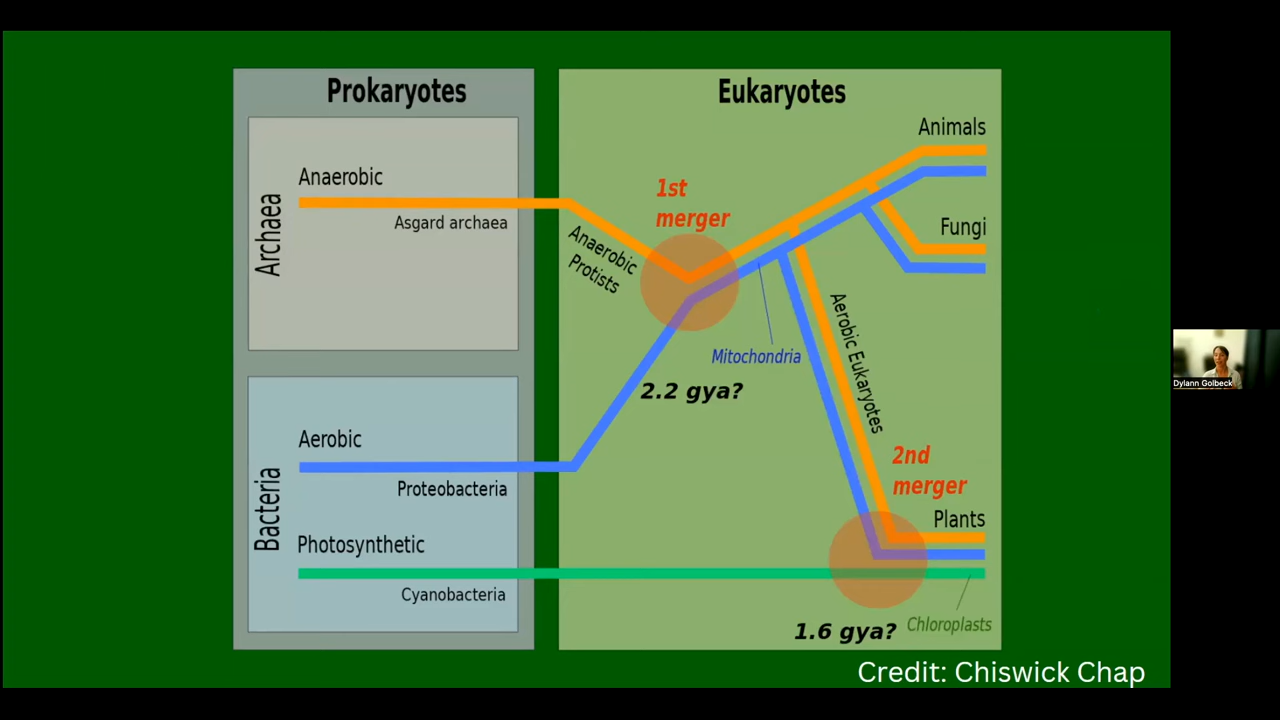 Prokaryotes
Archaea
Anaerobic
Asgard archaea
Bacteria
Aerobic
Proteobacteria
Photosynthetic
Cyanobacteria
Eukaryotes
Animals
1st
merger
Fungi
Anaerobic
Protists
Mitochondria
2.2 gya?
Aerobic Eukaryotes
2nd
merger
Plants
1.6 gya?
Chloroplasts
Credit: Chiswick Chap
Dylann Golbeck